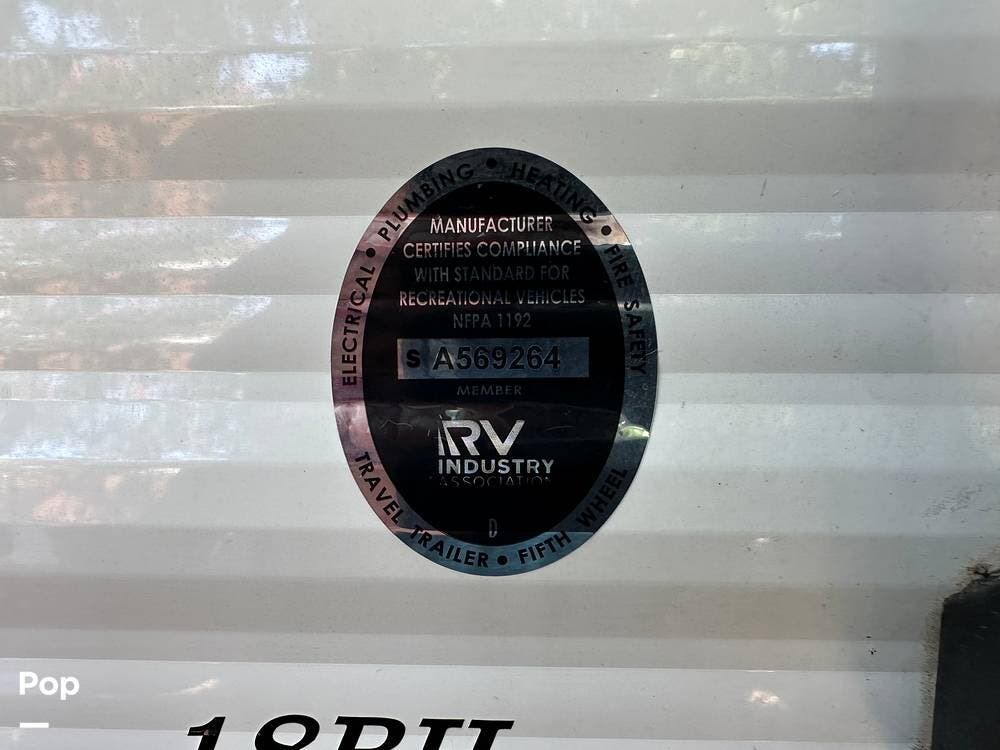 PLUMBING • HEATING • FIRE SAFETY
ELECTRICAL •
MANUFACTURER
CERTIFIES COMPLIANCE
WITH STANDARD FOR
RECREATIONAL VEHICLES
NFPA 1192
S A569264
MEMBER
RV
INDUSTRY
ASSOCIATION
D
TRAVEL TRAILER • FIFTH WHEEL
Pop